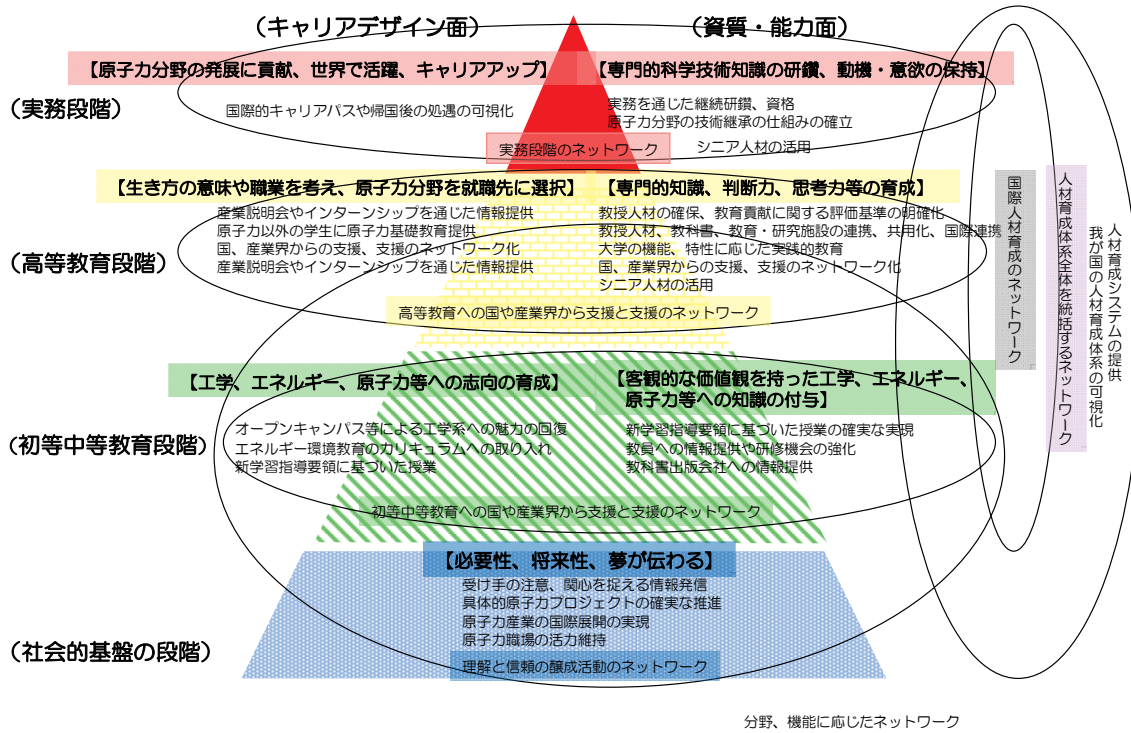 (キャリアデザイン面)
(資質・能力面)
【原子力分野の発展に貢献、世界で活躍、キャリアアップ】
【専門的科学技術知識の研鑽、動機・意欲の保持】
(実務段階)
国際的キャリアパスや帰国後の処遇の可視化
実務を通じた継続研鑽、資格
原子力分野の技術継承の仕組みの確立
シニア人材の活用
実務段階のネットワーク
【生き方の意味や職業を考え、原子力分野を就職先に選択】
【専門的知識、判断力、思考力等の育成】
(高等教育段階)
産業説明会やインターンシップを通じた情報提供
原子力以外の学生に原子力基礎教育提供
国、産業界からの支援、支援のネットワーク化
産業説明会やインターンシップを通じた情報提供
教授人材の確保、教育貢献に関する評価基準の明確化
教授人材、教科書、教育・研究施設の連携、共用化、国際連携
大学の機能、特性に応じた実践的教育
国、産業界からの支援、支援のネットワーク化
シニア人材の活用
高等教育への国や産業界から支援と支援のネットワーク
【工学、エネルギー、原子力等への志向の育成】
【客観的な価値観を持った工学、エネルギー、
原子力等への知識の付与】
(初等中等教育段階)
オープンキャンパス等による工学系への魅力の回復
エネルギー環境教育のカリキュラムへの取り入れ
新学習指導要領に基づいた授業
新学習指導要領に基づいた授業の確実な実現
教員への情報提供や研修機会の強化
教科書出版会社への情報提供
初等中等教育への国や産業界から支援と支援のネットワーク
【必要性、将来性、夢が伝わる】
(社会的基盤の段階)
受け手の注意、関心を捉える情報発信
具体的原子力プロジェクトの確実な推進
原子力産業の国際展開の実現
原子力職場の活力維持
理解と信頼の醸成活動のネットワーク
国際人材育成のネットワーク
人材育成体系全体を統括するネットワーク
人材育成システムの提供
我が国の人材育成体系の可視化
分野、機能に応じたネットワーク